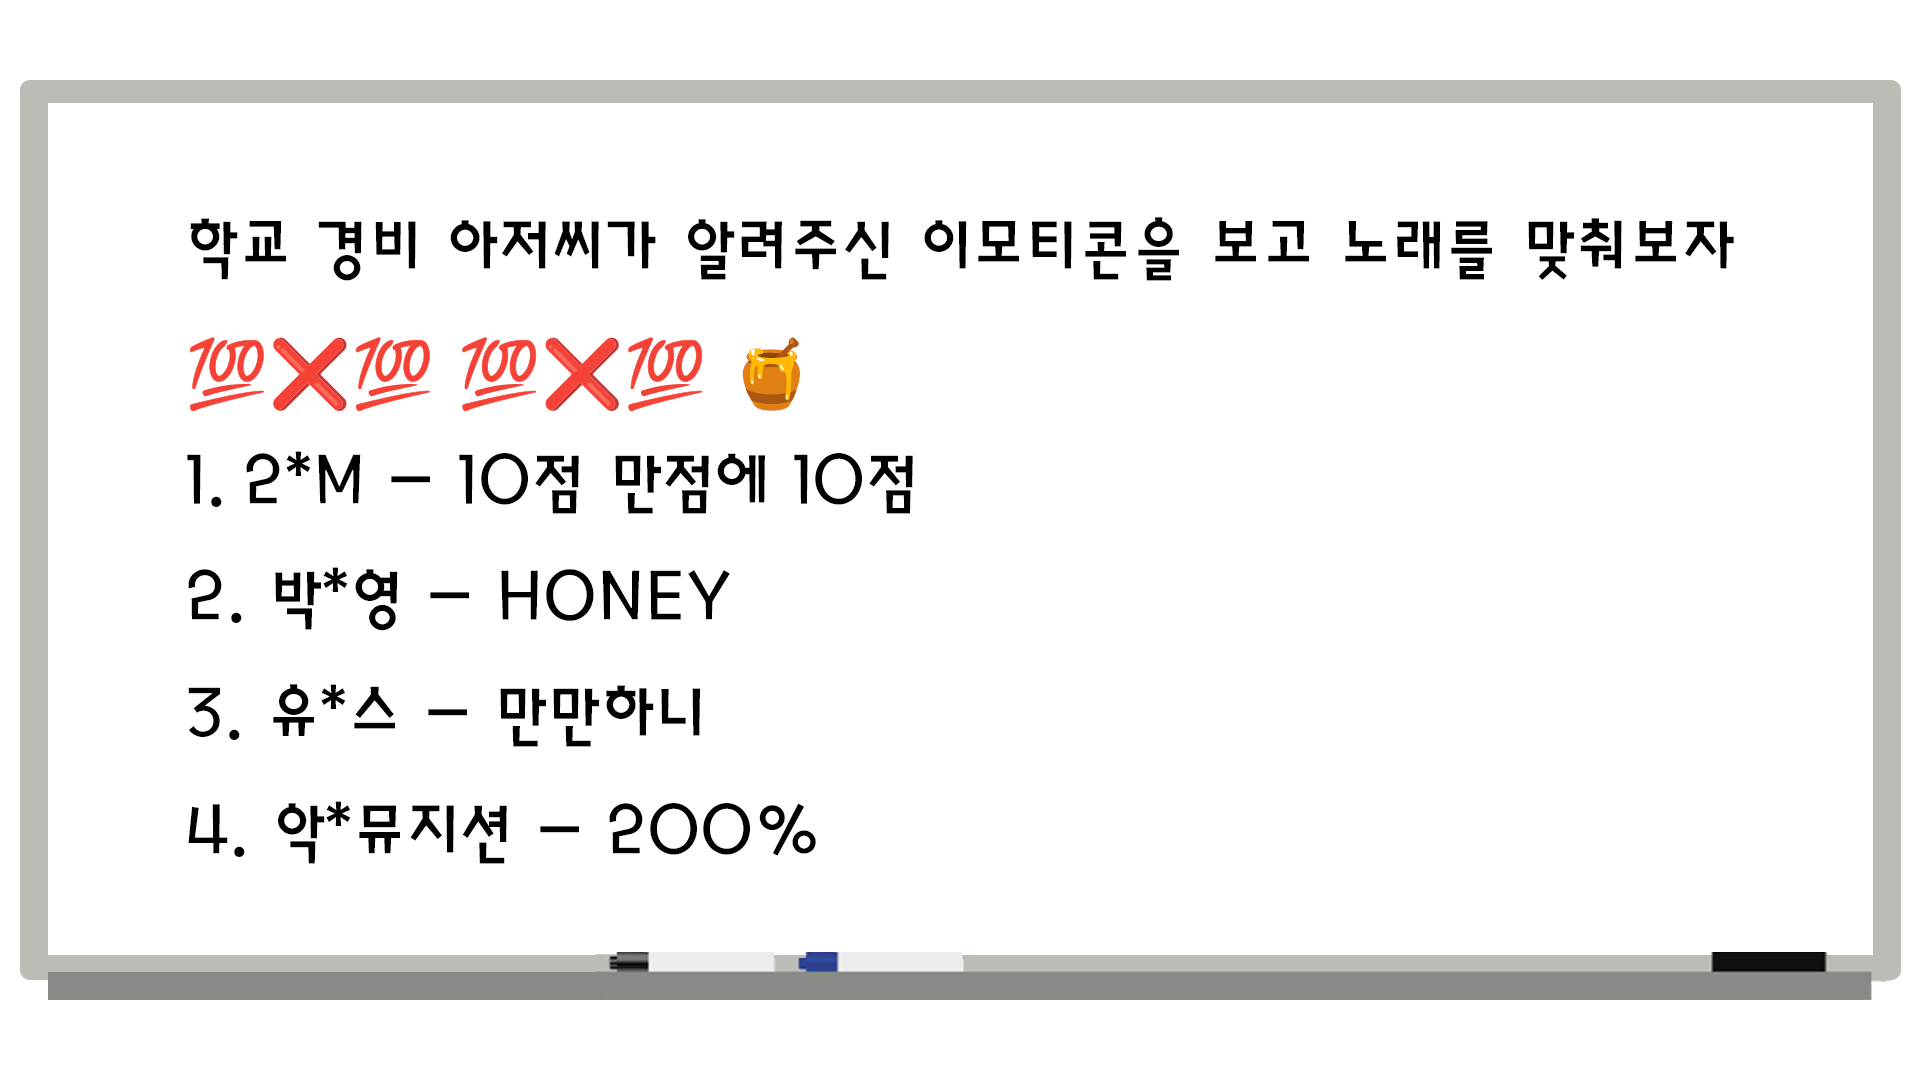 학교 경비 아저씨가 알려주신 이모티콘을 보고 노래를 맞춰보자
💯❌💯 💯❌💯 🍯
1. 2*M - 10점 만점에 10점
2. 박*영 - HONEY
3. 유*스 - 만만하니
4. 악*뮤지션 - 200%